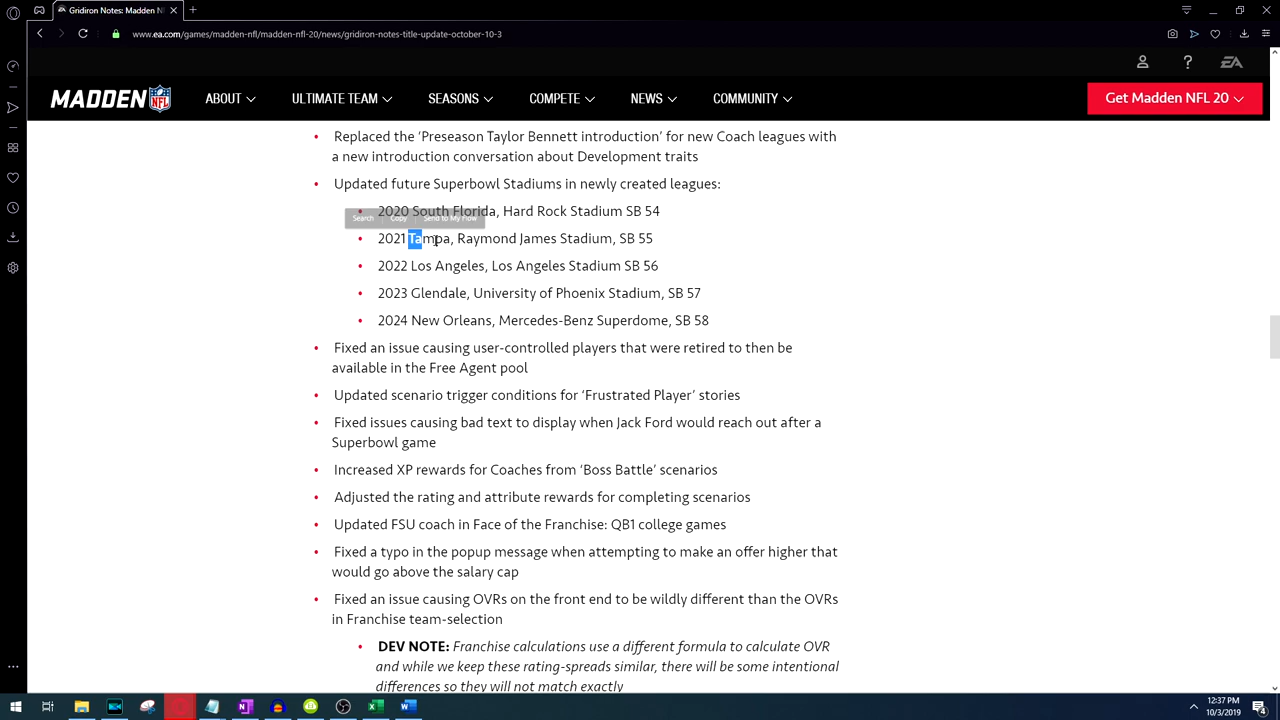 Gridiron Notes: Madden NF
www.ea.com/games/madden-nfl/madden-nfl-20/news/gridiron-notes-title-update-october-10-3
EA
MADDEN NFL ABOUT ULTIMATE TEAM SEASONS COMPETE NEWS COMMUNITY Get Madden NFL 20
• Replaced the ‘Preseason Taylor Bennett introduction’ for new Coach leagues with
a new introduction conversation about Development traits
• Updated future Superbowl Stadiums in newly created leagues:
• 2020 South Florida, Hard Rock Stadium SB 54
Search Copy Send to My Flow
• 2021 Tampa, Raymond James Stadium, SB 55
• 2022 Los Angeles, Los Angeles Stadium SB 56
• 2023 Glendale, University of Phoenix Stadium, SB 57
• 2024 New Orleans, Mercedes-Benz Superdome, SB 58
• Fixed an issue causing user-controlled players that were retired to then be
available in the Free Agent pool
• Updated scenario trigger conditions for ‘Frustrated Player’ stories
• Fixed issues causing bad text to display when Jack Ford would reach out after a
Superbowl game
• Increased XP rewards for Coaches from ‘Boss Battle’ scenarios
• Adjusted the rating and attribute rewards for completing scenarios
• Updated FSU coach in Face of the Franchise: QB1 college games
• Fixed a typo in the popup message when attempting to make an offer higher that
would go above the salary cap
• Fixed an issue causing OVRs on the front end to be wildly different than the OVRs
in Franchise team-selection
• DEV NOTE: Franchise calculations use a different formula to calculate OVR
and while we keep these rating-spreads similar, there will be some intentional
differences so they will not match exactly
12:37 PM
10/3/2019